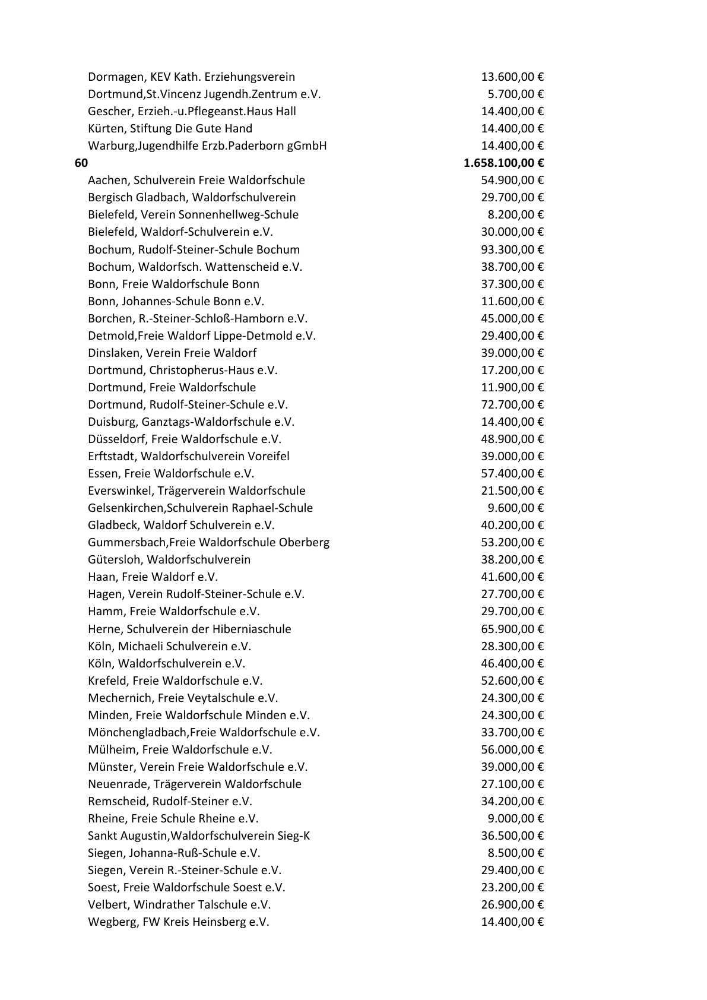 Dormagen, KEV Kath. Erziehungsverein 13.600,00 €
Dortmund,St.Vincenz Jugendh.Zentrum e.V. 5.700,00 €
Gescher, Erzieh.-u.Pflegeanst.Haus Hall 14.400,00 €
Kürten, Stiftung Die Gute Hand 14.400,00 €
Warburg,Jugendhilfe Erzb.Paderborn gGmbH 14.400,00 €
60 1.658.100,00 €
Aachen, Schulverein Freie Waldorfschule 54.900,00 €
Bergisch Gladbach, Waldorfschulverein 29.700,00 €
Bielefeld, Verein Sonnenhellweg-Schule 8.200,00 €
Bielefeld, Waldorf-Schulverein e.V. 30.000,00 €
Bochum, Rudolf-Steiner-Schule Bochum 93.300,00 €
Bochum, Waldorfsch. Wattenscheid e.V. 38.700,00 €
Bonn, Freie Waldorfschule Bonn 37.300,00 €
Bonn, Johannes-Schule Bonn e.V. 11.600,00 €
Borchen, R.-Steiner-Schloß-Hamborn e.V. 45.000,00 €
Detmold,Freie Waldorf Lippe-Detmold e.V. 29.400,00 €
Dinslaken, Verein Freie Waldorf 39.000,00 €
Dortmund, Christopherus-Haus e.V. 17.200,00 €
Dortmund, Freie Waldorfschule 11.900,00 €
Dortmund, Rudolf-Steiner-Schule e.V. 72.700,00 €
Duisburg, Ganztags-Waldorfschule e.V. 14.400,00 €
Düsseldorf, Freie Waldorfschule e.V. 48.900,00 €
Erftstadt, Waldorfschulverein Voreifel 39.000,00 €
Essen, Freie Waldorfschule e.V. 57.400,00 €
Everswinkel, Trägerverein Waldorfschule 21.500,00 €
Gelsenkirchen,Schulverein Raphael-Schule 9.600,00 €
Gladbeck, Waldorf Schulverein e.V. 40.200,00 €
Gummersbach,Freie Waldorfschule Oberberg 53.200,00 €
Gütersloh, Waldorfschulverein 38.200,00 €
Haan, Freie Waldorf e.V. 41.600,00 €
Hagen, Verein Rudolf-Steiner-Schule e.V. 27.700,00 €
Hamm, Freie Waldorfschule e.V. 29.700,00 €
Herne, Schulverein der Hiberniaschule 65.900,00 €
Köln, Michaeli Schulverein e.V. 28.300,00 €
Köln, Waldorfschulverein e.V. 46.400,00 €
Krefeld, Freie Waldorfschule e.V. 52.600,00 €
Mechernich, Freie Veytalschule e.V. 24.300,00 €
Minden, Freie Waldorfschule Minden e.V. 24.300,00 €
Mönchengladbach,Freie Waldorfschule e.V. 33.700,00 €
Mülheim, Freie Waldorfschule e.V. 56.000,00 €
Münster, Verein Freie Waldorfschule e.V. 39.000,00 €
Neuenrade, Trägerverein Waldorfschule 27.100,00 €
Remscheid, Rudolf-Steiner e.V. 34.200,00 €
Rheine, Freie Schule Rheine e.V. 9.000,00 €
Sankt Augustin,Waldorfschulverein Sieg-K 36.500,00 €
Siegen, Johanna-Ruß-Schule e.V. 8.500,00 €
Siegen, Verein R.-Steiner-Schule e.V. 29.400,00 €
Soest, Freie Waldorfschule Soest e.V. 23.200,00 €
Velbert, Windrather Talschule e.V. 26.900,00 €
Wegberg, FW Kreis Heinsberg e.V. 14.400,00 €